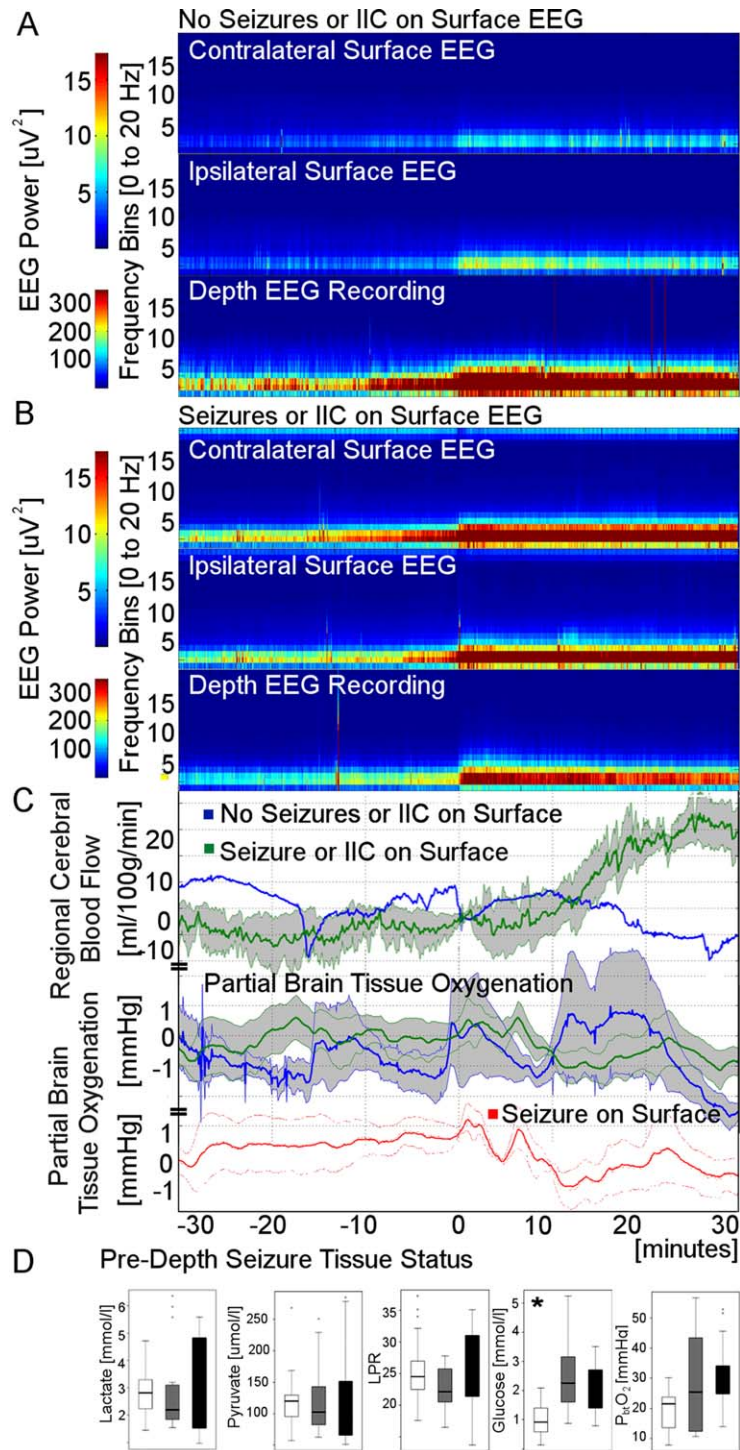 A
No Seizures or IIC on Surface EEG
Contralateral Surface EEG
Ipsilateral Surface EEG
Depth EEG Recording
EEG Power [uV²]
15
10
5
300
200
100
Frequency Bins [0 to 20 Hz]
15
10
5
15
10
5
15
10
5
B
Seizures or IIC on Surface EEG
Contralateral Surface EEG
Ipsilateral Surface EEG
Depth EEG Recording
EEG Power [uV²]
15
10
5
300
200
100
Frequency Bins [0 to 20 Hz]
15
10
5
15
10
5
15
10
5
C
No Seizures or IIC on Surface
Seizure or IIC on Surface
Regional Cerebral
Blood Flow
[ml/100g/min]
20
10
0
-10
Partial Brain Tissue Oxygenation
Partial Brain
Tissue Oxygenation
[mmHg]
1
0
-1
[mmHg]
1
0
-1
Seizure on Surface
-30 -20 -10 0 10 20 30
[minutes]
D
Pre-Depth Seizure Tissue Status
Lactate [mmol/l]
6
5
4
3
2
Pyruvate [umol/l]
250
200
150
100
LPR
35
30
25
20
15
Glucose [mmol/l]
*
5
4
3
2
1
PbtO2 [mmHg]
50
40
30
20
10